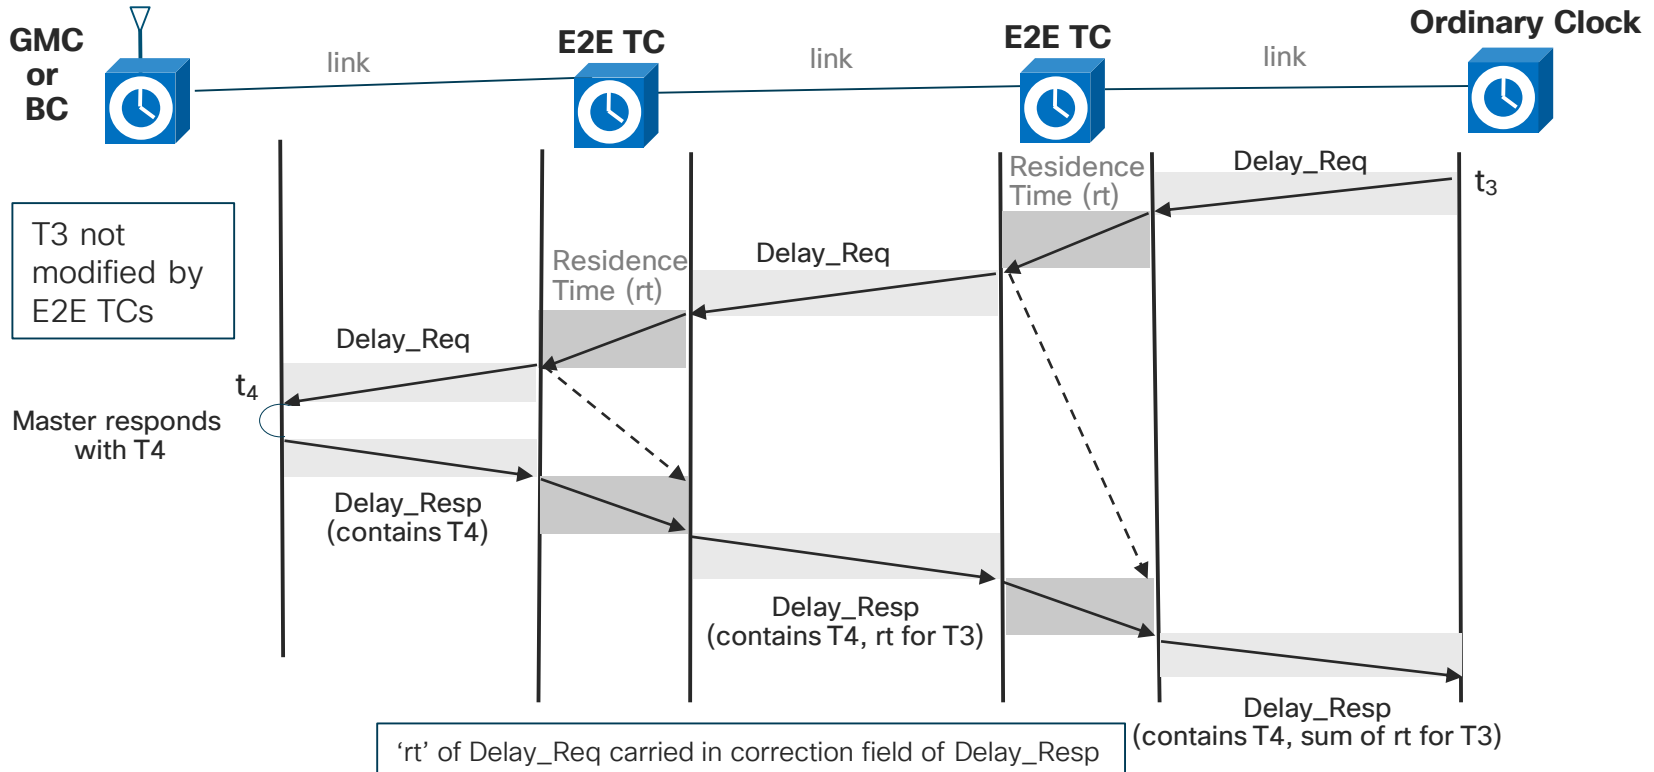 GMC
or
BC
link
E2E TC
link
E2E TC
link
Ordinary Clock
T3 not
modified by
E2E TCs
Residence
Time (rt)
Delay_Req
t3
Residence
Time (rt)
Delay_Req
Delay_Req
t4
Master responds
with T4
Delay_Resp
(contains T4)
Delay_Resp
(contains T4, rt for T3)
Delay_Resp
(contains T4, sum of rt for T3)
‘rt’ of Delay_Req carried in correction field of Delay_Resp